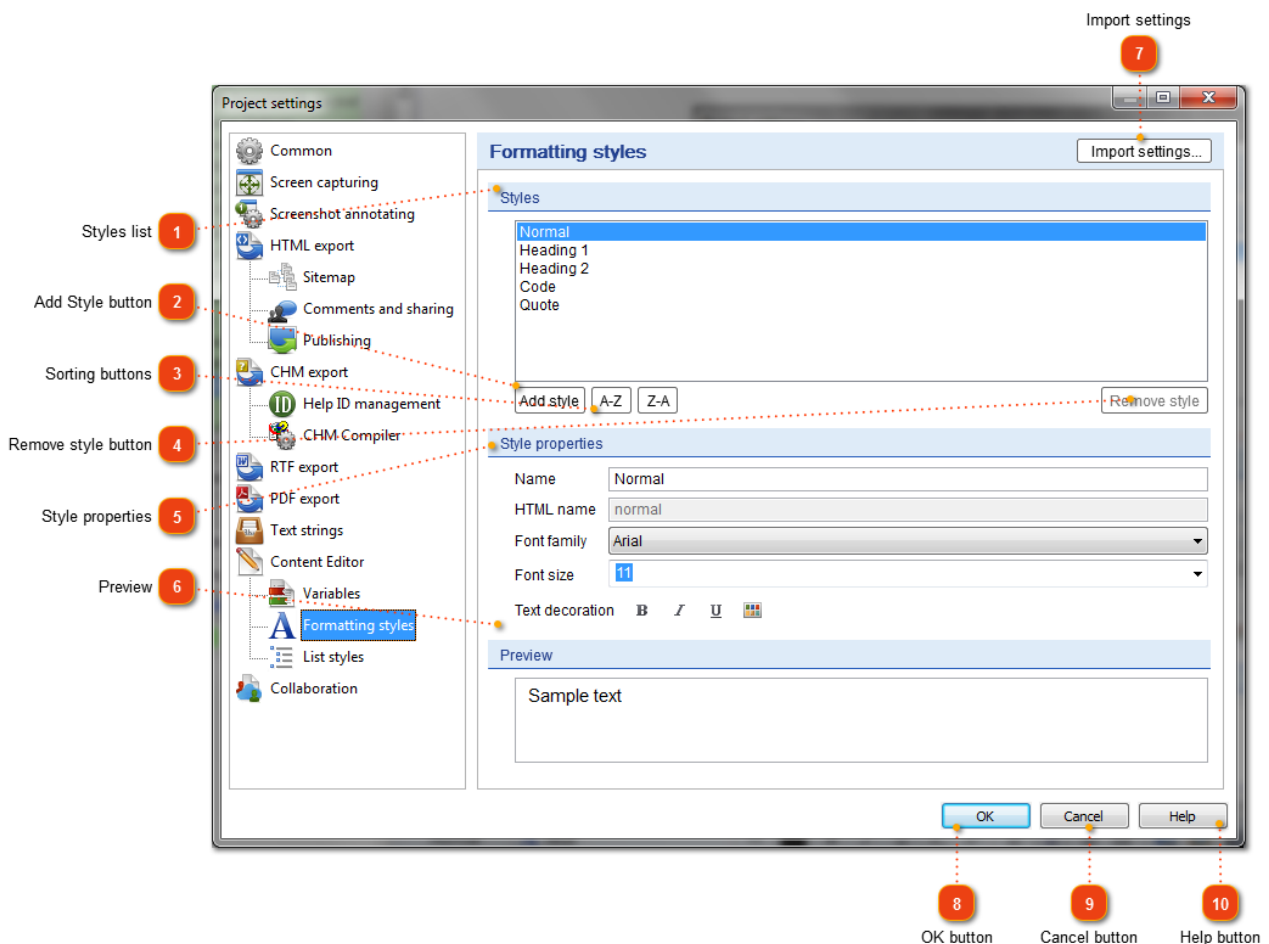 Import settings
7
Project settings
Common
Screen capturing
Screenshot annotating
HTML export
Sitemap
Comments and sharing
Publishing
CHM export
ID Help ID management
CHM Compiler
RTF export
PDF export
Text strings
Content Editor
Variables
A Formatting styles
List styles
Collaboration
Formatting styles
Import settings...
Styles
Normal
Heading 1
Heading 2
Code
Quote
Add style A-Z Z-A Remove style
Style properties
Name Normal
HTML name normal
Font family Arial
Font size 11
Text decoration B I U
Preview
Sample text
OK Cancel Help
Styles list 1
Add Style button 2
Sorting buttons 3
Remove style button 4
Style properties 5
Preview 6
8 9 10
OK button Cancel button Help button